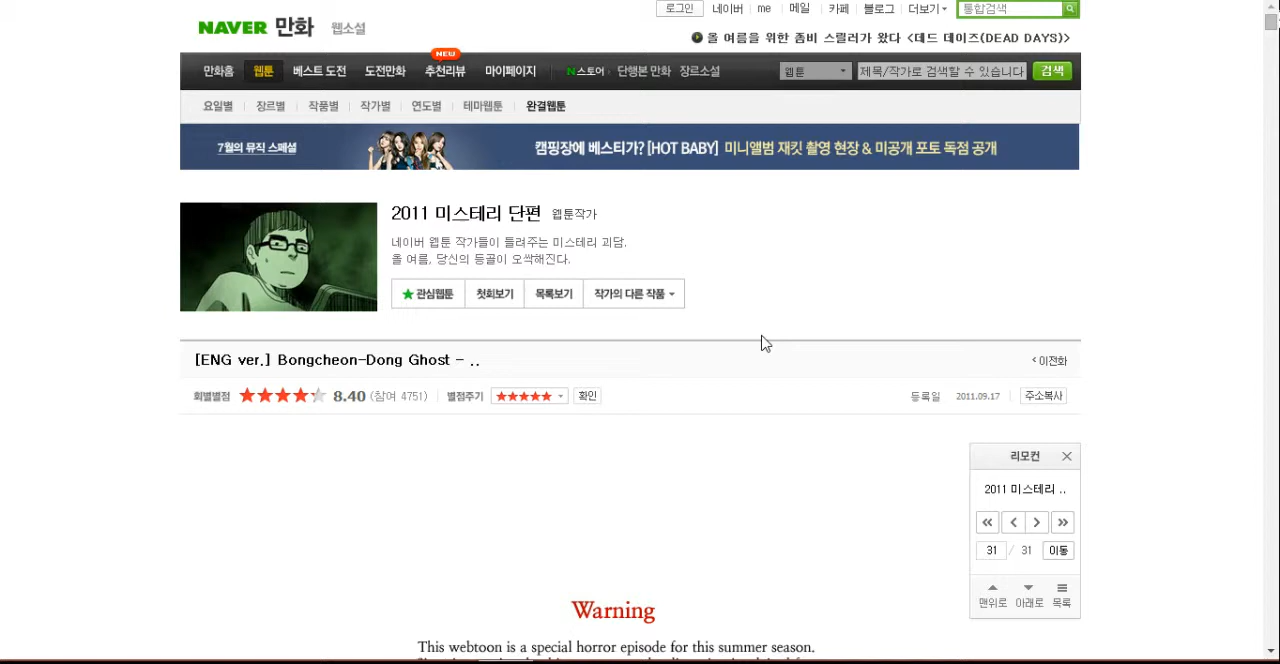 로그인 네이버 me 메일 카페 블로그 더보기 통합검색
NAVER 만화 웹소설
올 여름을 위한 좀비 스릴러가 왔다 <데드 데이즈(DEAD DAYS)>
NEW
만화홈 웹툰 베스트 도전 도전만화 추천리뷰 마이페이지 N스토어 단행본 만화 장르소설 웹툰 제목/작가로 검색할 수 있습니다 검색
요일별 장르별 작품별 작가별 연도별 테마웹툰 완결웹툰
7월의 뮤직 스페셜 캠핑장에 베스티가? [HOT BABY] 미니앨범 재킷 촬영 현장 & 미공개 포토 독점 공개
2011 미스테리 단편 웹툰작가
네이버 웹툰 작가들이 들려주는 미스테리 괴담.
올 여름, 당신의 등골이 오싹해진다.
관심웹툰 첫회보기 목록보기 작가의 다른 작품
[ENG ver.] Bongcheon-Dong Ghost - .. 이전화
회별별점 8.40 (참여 4751) 별점주기 확인 등록일 2011.09.17 주소복사
리모컨
2011 미스테리 ..
31 / 31 이동
맨위로 아래로 목록
Warning
This webtoon is a special horror episode for this summer season.